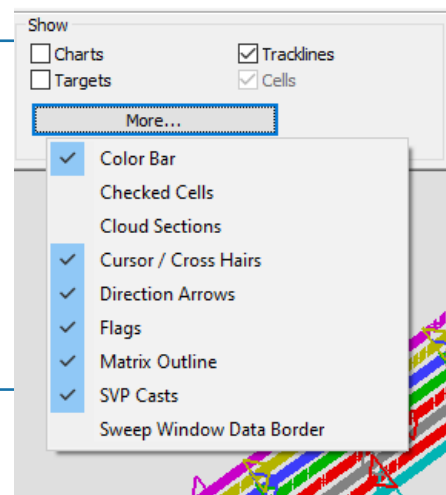 Show
Charts Tracklines
Targets Cells
More...
Color Bar
Checked Cells
Cloud Sections
Cursor / Cross Hairs
Direction Arrows
Flags
Matrix Outline
SVP Casts
Sweep Window Data Border